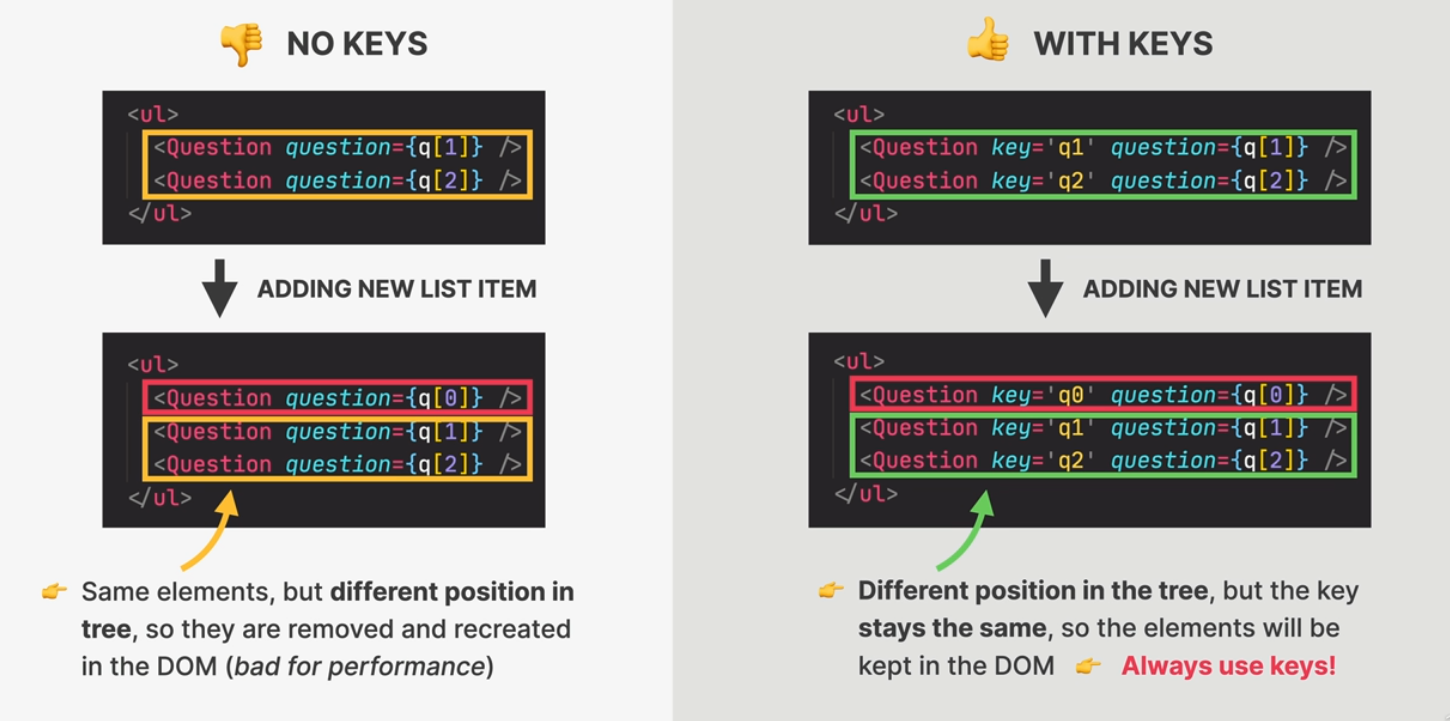 👎 NO KEYS
<ul>
<Question question={q[1]} />
<Question question={q[2]} />
</ul>
ADDING NEW LIST ITEM
<ul>
<Question question={q[0]} />
<Question question={q[1]} />
<Question question={q[2]} />
</ul>
👉 Same elements, but different position in
tree, so they are removed and recreated
in the DOM (bad for performance)
👍 WITH KEYS
<ul>
<Question key='q1' question={q[1]} />
<Question key='q2' question={q[2]} />
</ul>
ADDING NEW LIST ITEM
<ul>
<Question key='q0' question={q[0]} />
<Question key='q1' question={q[1]} />
<Question key='q2' question={q[2]} />
</ul>
👉 Different position in the tree, but the key
stays the same, so the elements will be
kept in the DOM 👉 Always use keys!